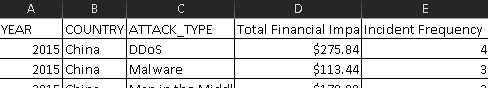 A B C D E
YEAR COUNTRY ATTACK_TYPE Total Financial Impa Incident Frequency
2015 China DDoS $275.84 4
2015 China Malware $113.44 3